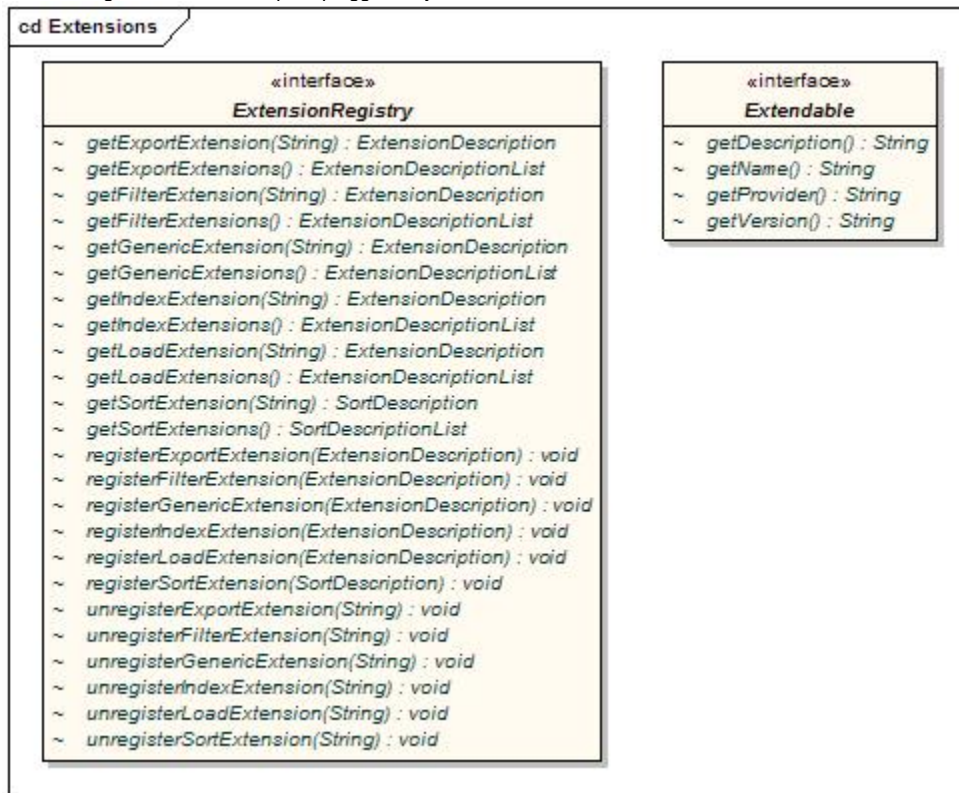 cd Extensions
«interface»
ExtensionRegistry
~ getExportExtension(String) : ExtensionDescription
~ getExportExtensions() : ExtensionDescriptionList
~ getFilterExtension(String) : ExtensionDescription
~ getFilterExtensions() : ExtensionDescriptionList
~ getGenericExtension(String) : ExtensionDescription
~ getGenericExtensions() : ExtensionDescriptionList
~ getIndexExtension(String) : ExtensionDescription
~ getIndexExtensions() : ExtensionDescriptionList
~ getLoadExtension(String) : ExtensionDescription
~ getLoadExtensions() : ExtensionDescriptionList
~ getSortExtension(String) : SortDescription
~ getSortExtensions() : SortDescriptionList
~ registerExportExtension(ExtensionDescription) : void
~ registerFilterExtension(ExtensionDescription) : void
~ registerGenericExtension(ExtensionDescription) : void
~ registerIndexExtension(ExtensionDescription) : void
~ registerLoadExtension(ExtensionDescription) : void
~ registerSortExtension(SortDescription) : void
~ unregisterExportExtension(String) : void
~ unregisterFilterExtension(String) : void
~ unregisterGenericExtension(String) : void
~ unregisterIndexExtension(String) : void
~ unregisterLoadExtension(String) : void
~ unregisterSortExtension(String) : void
«interface»
Extendable
~ getDescription() : String
~ getName() : String
~ getProvider() : String
~ getVersion() : String